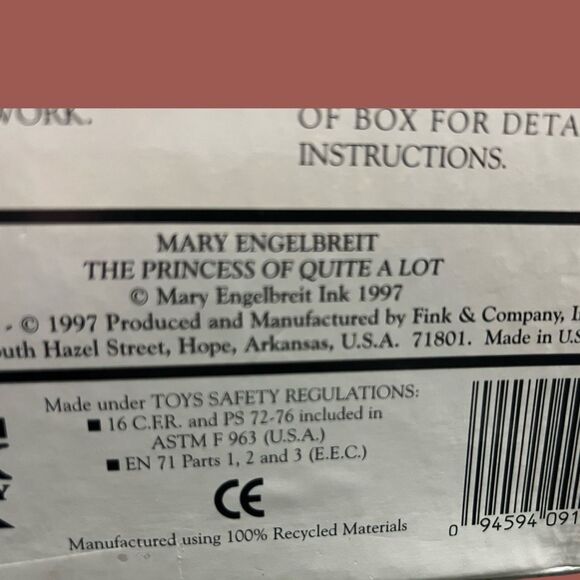 WORK.
OF BOX FOR DETA
INSTRUCTIONS.
MARY ENGELBREIT
THE PRINCESS OF QUITE A LOT
© Mary Engelbreit Ink 1997
- © 1997 Produced and Manufactured by Fink & Company, I
outh Hazel Street, Hope, Arkansas, U.S.A. 71801. Made in U.S
Made under TOYS SAFETY REGULATIONS:
■ 16 C.F.R. and PS 72-76 included in
ASTM F 963 (U.S.A.)
■ EN 71 Parts 1, 2 and 3 (E.E.C.)
Y
CE
Manufactured using 100% Recycled Materials
0 94594 091